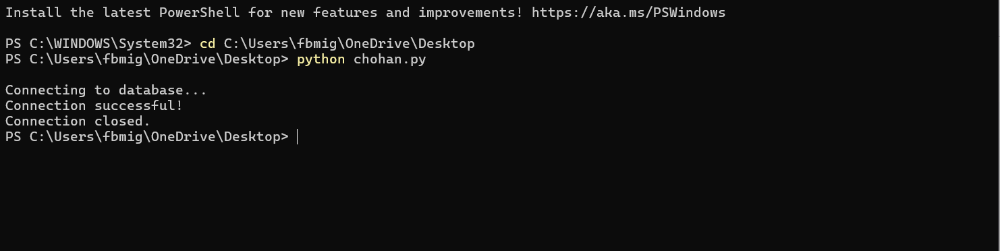 Install the latest PowerShell for new features and improvements! https://aka.ms/PSWindows
PS C:\WINDOWS\System32> cd C:\Users\fbmig\OneDrive\Desktop
PS C:\Users\fbmig\OneDrive\Desktop> python chohan.py
Connecting to database...
Connection successful!
Connection closed.
PS C:\Users\fbmig\OneDrive\Desktop>